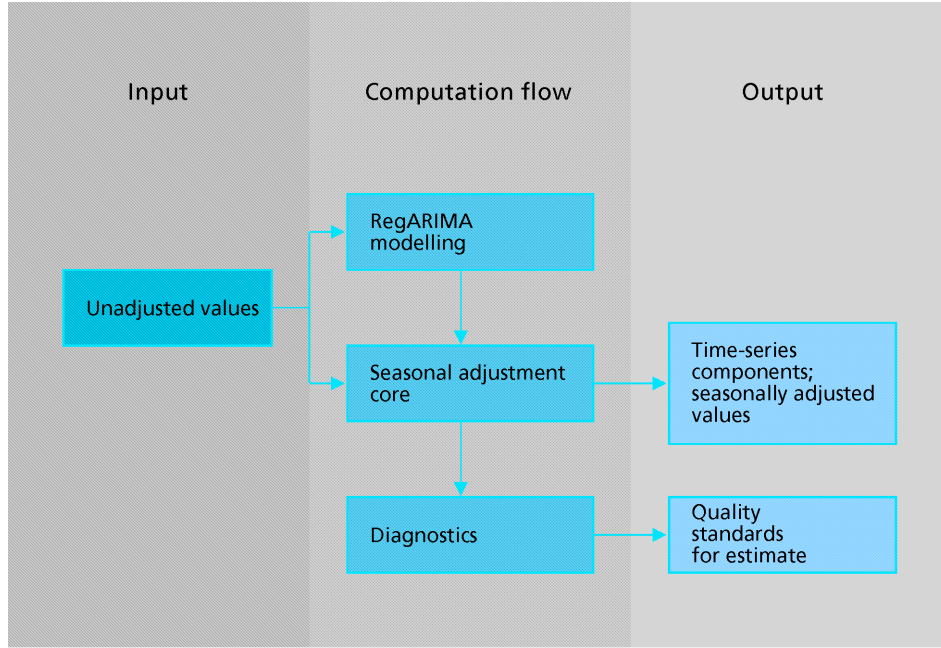 Input
Computation flow
Output
RegARIMA
modelling
Unadjusted values
Seasonal adjustment
core
Time-series
components;
seasonally adjusted
values
Diagnostics
Quality
standards
for estimate